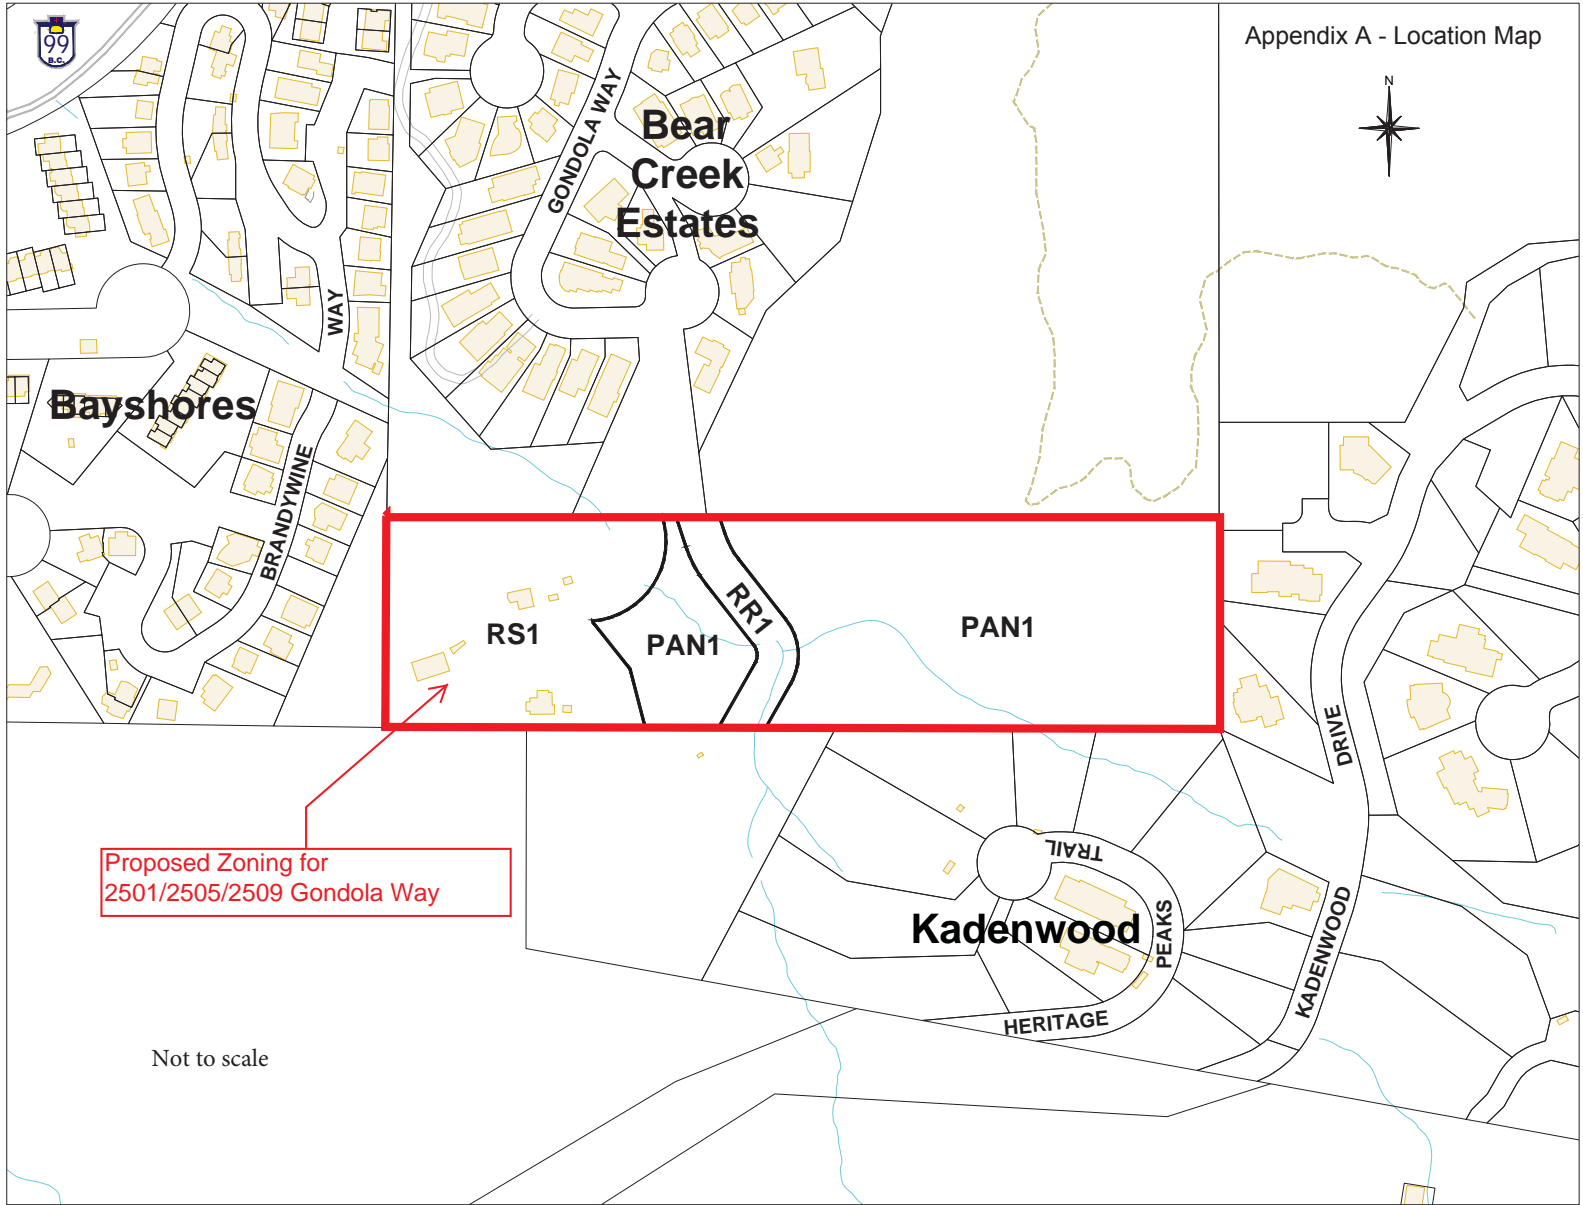 99
B.C.
Appendix A - Location Map
N
GONDOLA WAY
Bear
Creek
Estates
WAY
Bayshores
BRANDYWINE
RS1
PAN1
RR1
PAN1
DRIVE
Proposed Zoning for
2501/2505/2509 Gondola Way
TRAIL
Kadenwood
PEAKS
KADENWOOD
HERITAGE
Not to scale